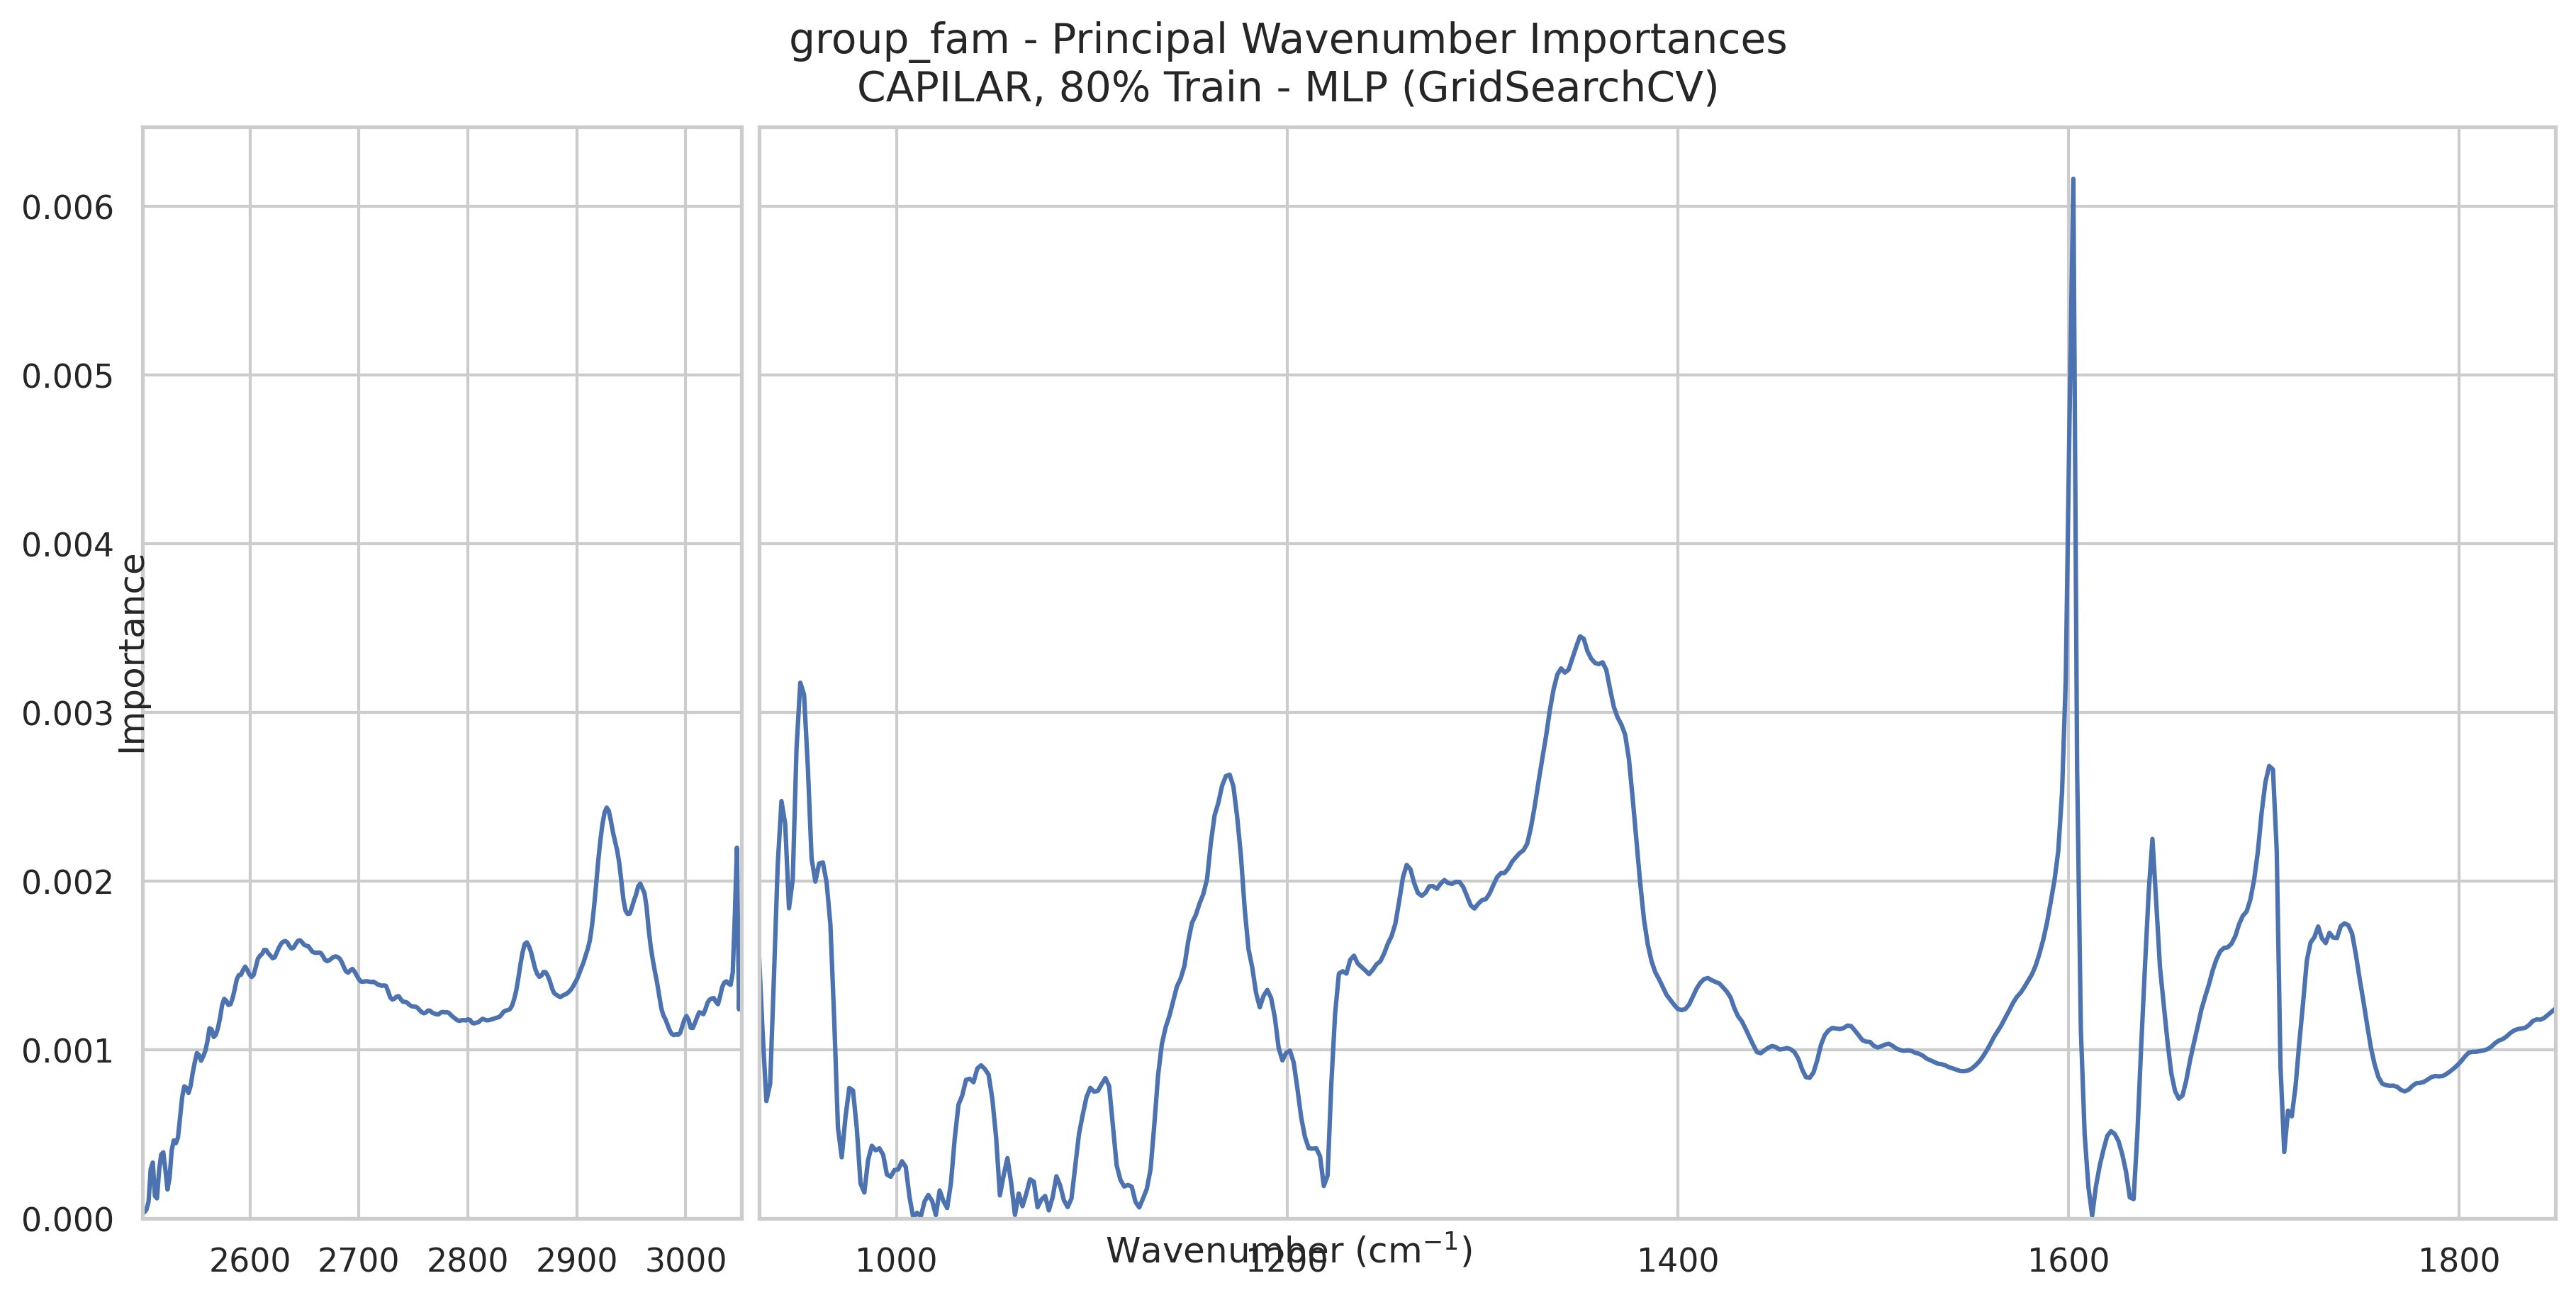 group_fam - Principal Wavenumber Importances
CAPILAR, 80% Train - MLP (GridSearchCV)
Importance
0.006
0.005
0.004
0.003
0.002
0.001
0.000
2600 2700 2800 2900 3000 1000 1200 1400 1600 1800
Wavenumber (cm⁻¹)